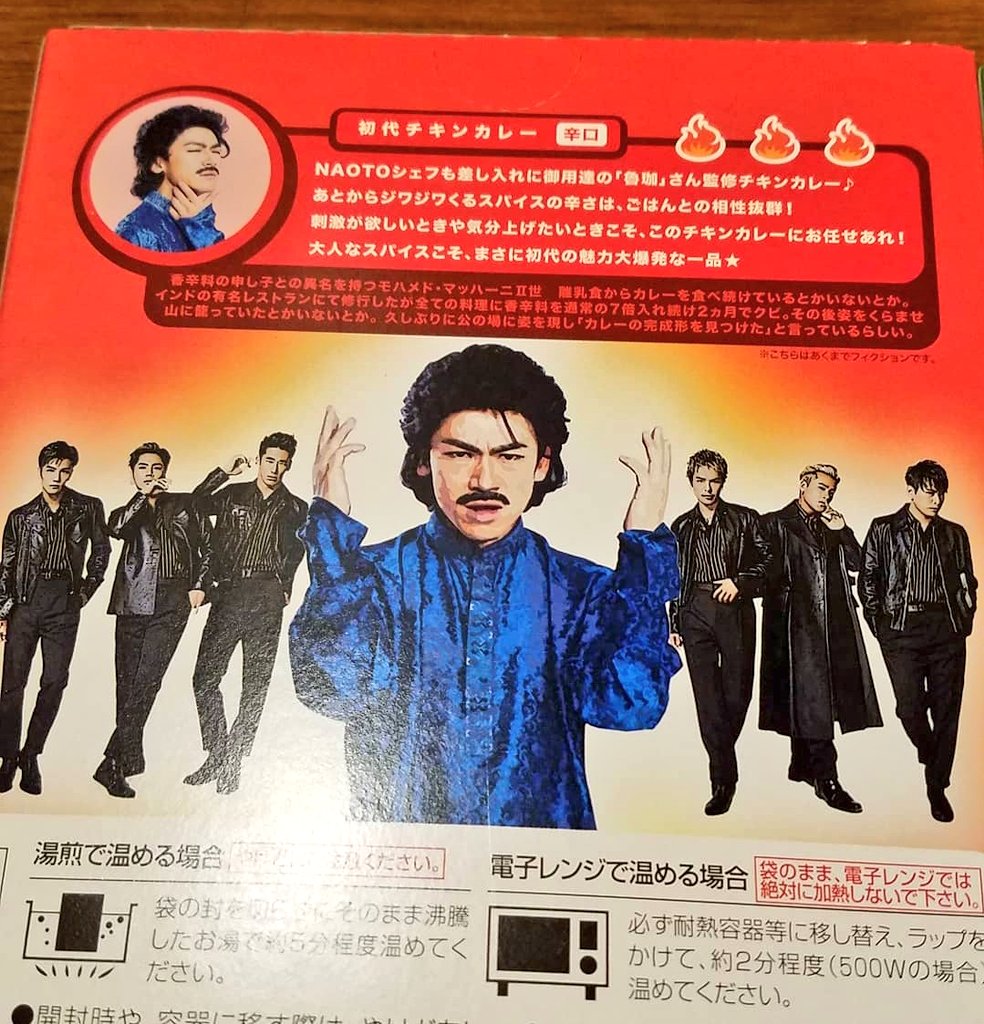 初代チキンカレー 辛口
NAOTOシェフも差し入れに御用達の「魯珈」さん監修チキンカレー♪
あとからジワジワくるスパイスの辛さは、ごはんとの相性抜群！
刺激が欲しいときや気分上げたいときこそ、このチキンカレーにお任せあれ！
大人なスパイスこそ、まさに初代の魅力大爆発な一品★
香辛料の申し子との異名を持つモハメド・マッハーニⅡ世　離乳食からカレーを食べ続けているとかいないとか。
インドの有名レストランにて修行したが全ての料理に香辛料を通常の7倍入れ続け2ヵ月でクビ。その後姿をくらませ
山に籠っていたとかいないとか。久しぶりに公の場に姿を現し「カレーの完成形を見つけた」と言っているらしい。
※こちらはあくまでフィクションです。
湯煎で温める場合
ください。
袋の封を切らずにそのまま沸騰
したお湯で約5分程度温めてく
ださい。
電子レンジで温める場合
袋のまま、電子レンジでは
絶対に加熱しないで下さい。
必ず耐熱容器等に移し替え、ラップを
かけて、約2分程度(500Wの場合)
温めてください。
●開封時や、容器に移す際は、